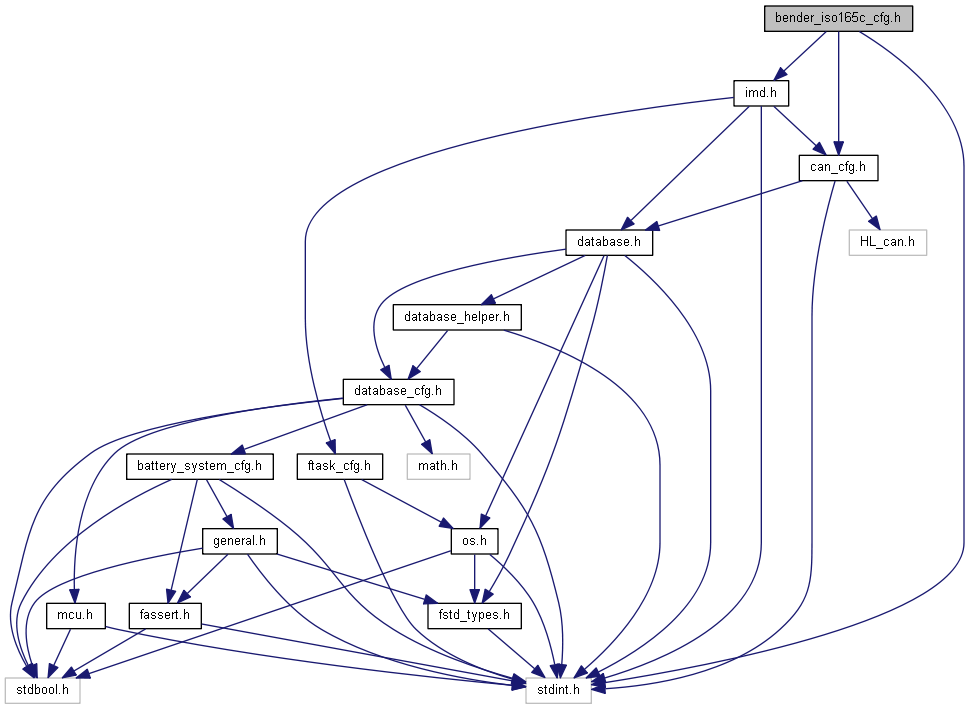 bender_iso165c_cfg.h
imd.h
can_cfg.h
database.h
HL_can.h
database_helper.h
database_cfg.h
battery_system_cfg.h
ftask_cfg.h
math.h
general.h
os.h
mcu.h
fassert.h
fstd_types.h
stdbool.h
stdint.h